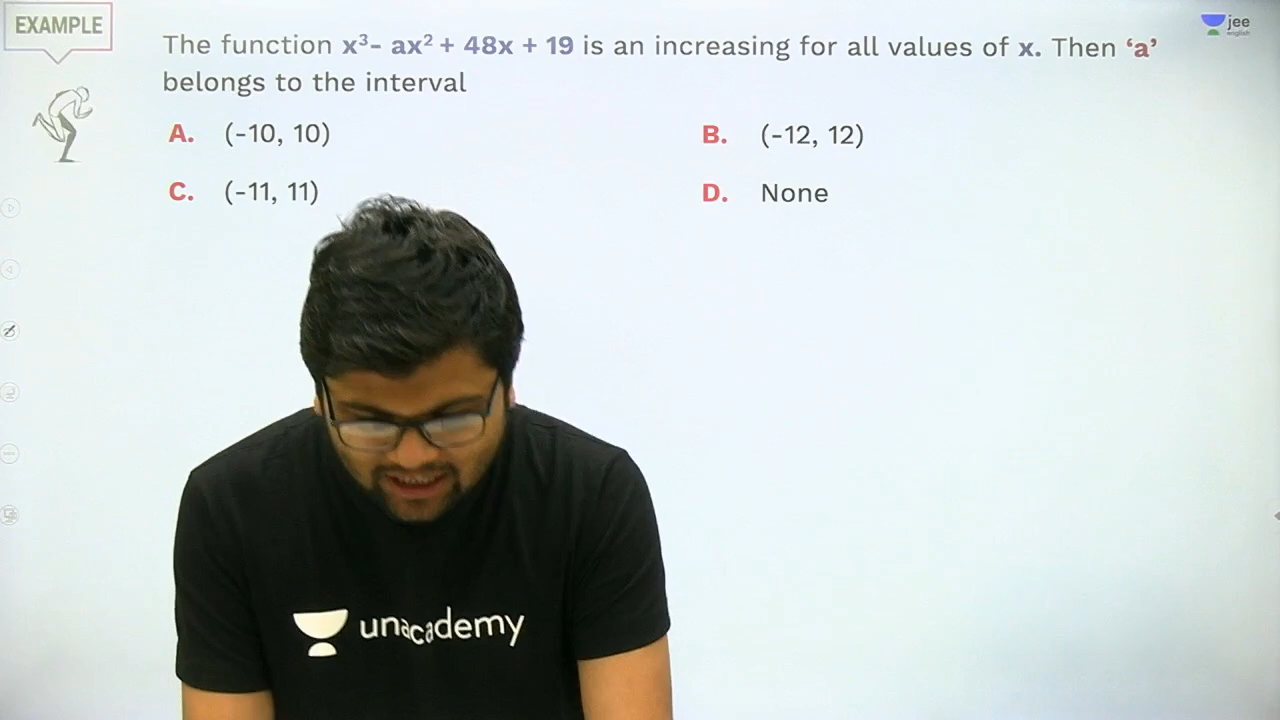 EXAMPLE
jee
english
The function x³- ax² + 48x + 19 is an increasing for all values of x. Then ‘a’
belongs to the interval
A. (-10, 10)
B. (-12, 12)
C. (-11, 11)
D. None
unacademy